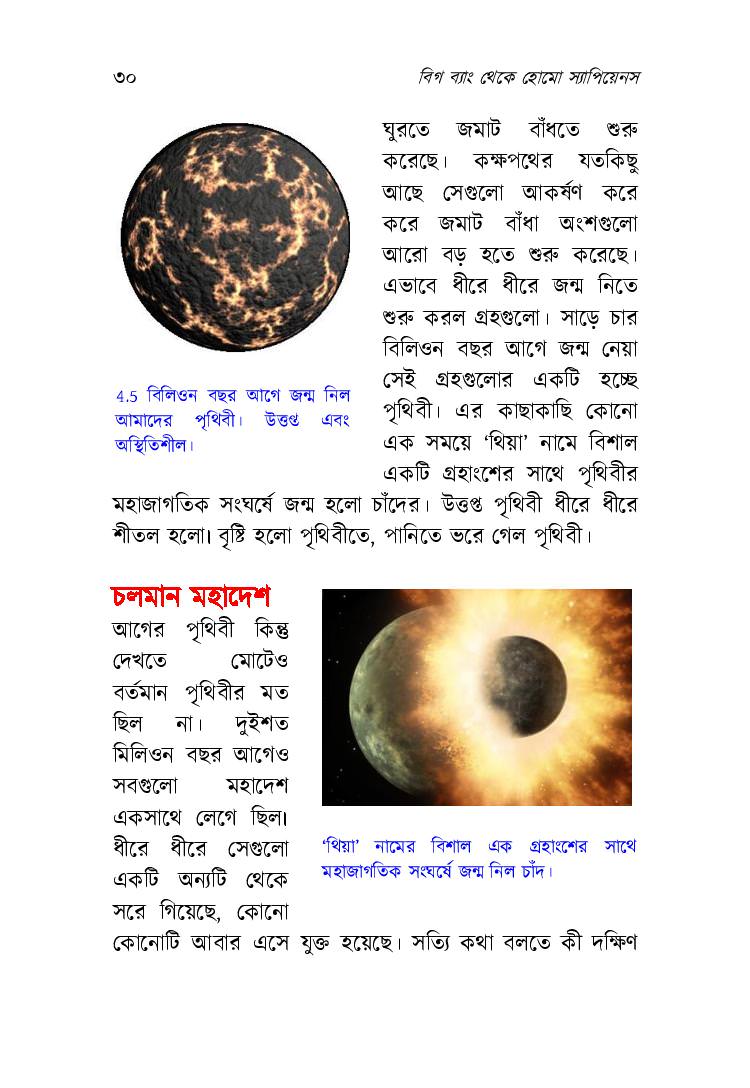 ৩০ বিগ ব্যাং থেকে হোমো স্যাপিয়েনস
ঘুরতে জমাট বাঁধতে শুরু
করেছে। কক্ষপথের যতকিছু
আছে সেগুলো আকর্ষণ করে
করে জমাট বাঁধা অংশগুলো
আরো বড় হতে শুরু করেছে।
এভাবে ধীরে ধীরে জন্ম নিতে
শুরু করল গ্রহগুলো। সাড়ে চার
বিলিওন বছর আগে জন্ম নেয়া
সেই গ্রহগুলোর একটি হচ্ছে
পৃথিবী। এর কাছাকাছি কোনো
এক সময়ে ‘থিয়া’ নামে বিশাল
একটি গ্রহাংশের সাথে পৃথিবীর
মহাজাগতিক সংঘর্ষে জন্ম হলো চাঁদের। উত্তপ্ত পৃথিবী ধীরে ধীরে
শীতল হলো। বৃষ্টি হলো পৃথিবীতে, পানিতে ভরে গেল পৃথিবী।
4.5 বিলিওন বছর আগে জন্ম নিল
আমাদের পৃথিবী। উত্তপ্ত এবং
অস্থিতিশীল।
চলমান মহাদেশ
আগের পৃথিবী কিন্তু
দেখতে মোটেও
বর্তমান পৃথিবীর মত
ছিল না। দুইশত
মিলিওন বছর আগেও
সবগুলো মহাদেশ
একসাথে লেগে ছিল।
ধীরে ধীরে সেগুলো
একটি অন্যটি থেকে
সরে গিয়েছে, কোনো
কোনোটি আবার এসে যুক্ত হয়েছে। সত্যি কথা বলতে কী দক্ষিণ
‘থিয়া’ নামের বিশাল এক গ্রহাংশের সাথে
মহাজাগতিক সংঘর্ষে জন্ম নিল চাঁদ।